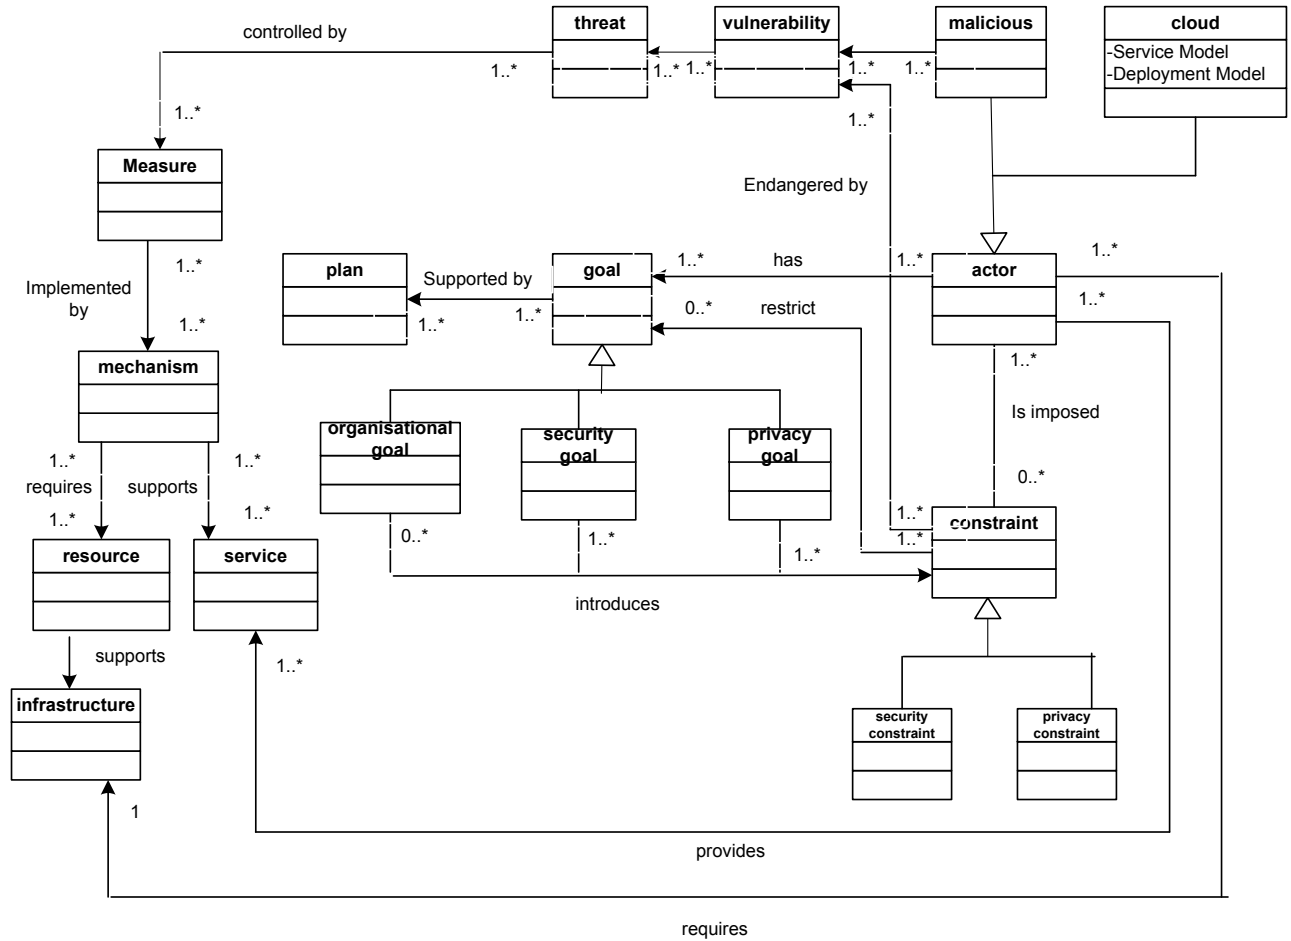 threat
vulnerability
malicious
cloud
-Service Model
-Deployment Model
controlled by
1..*
1..*
1..*
1..*
1..*
1..*
1..*
1..*
Measure
Endangered by
1..*
Implemented
by
1..*
plan
Supported by
1..*
1..*
goal
1..*
has
1..*
0..*
restrict
actor
1..*
1..*
1..*
Is imposed
0..*
mechanism
1..*
requires
1..*
supports
1..*
1..*
organisational
goal
security
goal
privacy
goal
0..*
1..*
1..*
introduces
1..*
1..*
constraint
resource
service
supports
1..*
infrastructure
1
security
constraint
privacy
constraint
provides
requires